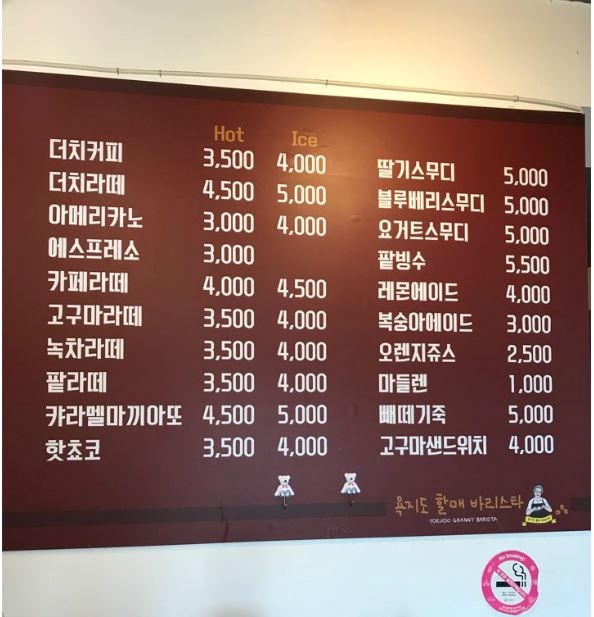 Hot Ice
더치커피 3,500 4,000
더치라떼 4,500 5,000
아메리카노 3,000 4,000
에스프레소 3,000
카페라떼 4,000 4,500
고구마라떼 3,500 4,000
녹차라떼 3,500 4,000
팥라떼 3,500 4,000
캬라멜마끼아또 4,500 5,000
핫쵸코 3,500 4,000
딸기스무디 5,000
블루베리스무디 5,000
요거트스무디 5,000
팥빙수 5,500
레몬에이드 4,000
복숭아에이드 3,000
오렌지쥬스 2,500
마들렌 1,000
빼떼기죽 5,000
고구마샌드위치 4,000
욕지도 할매 바리스타
YOKJIDO GRANNY BARISTA
No Smoking!